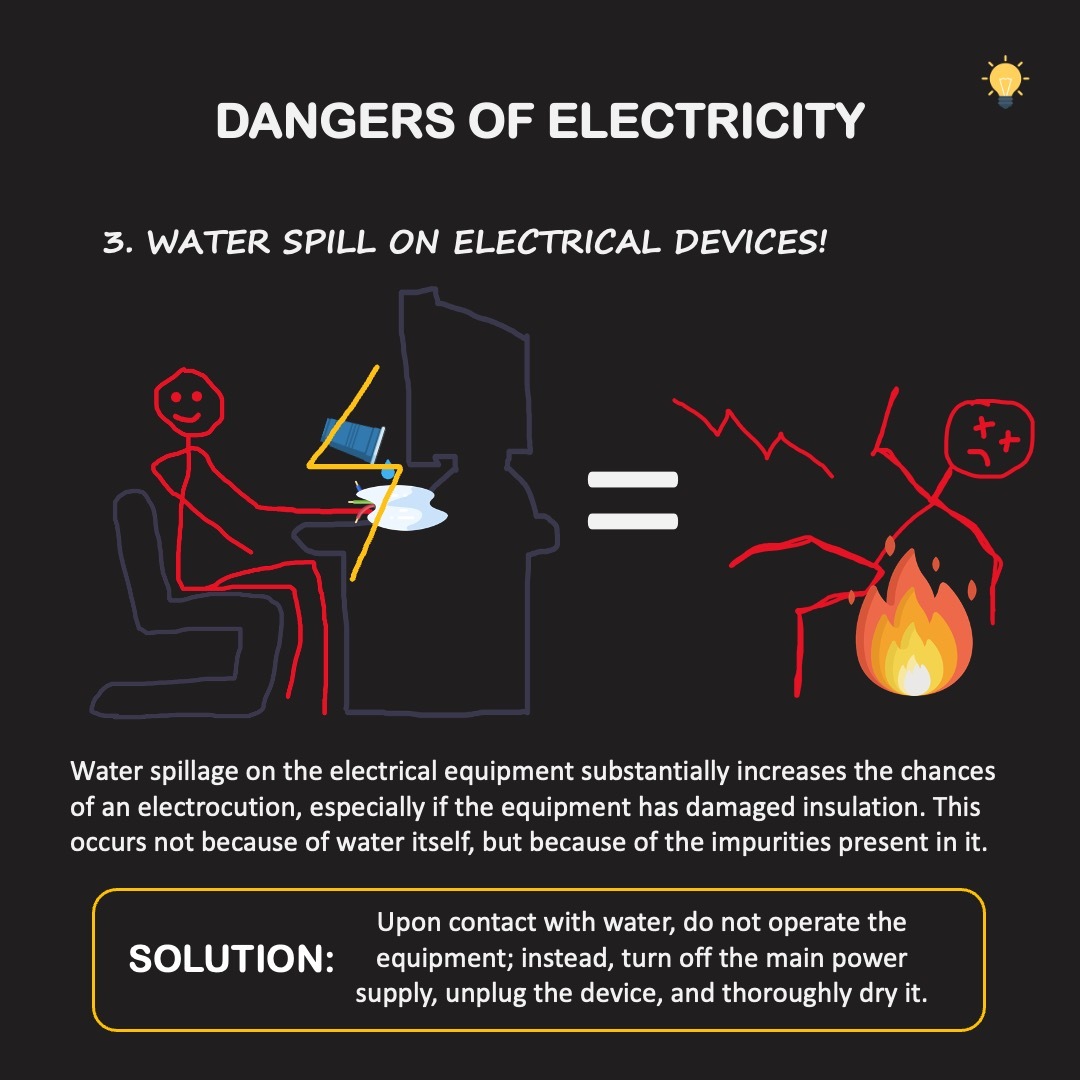 DANGERS OF ELECTRICITY
3. WATER SPILL ON ELECTRICAL DEVICES!
Water spillage on the electrical equipment substantially increases the chances
of an electrocution, especially if the equipment has damaged insulation. This
occurs not because of water itself, but because of the impurities present in it.
SOLUTION:
Upon contact with water, do not operate the
equipment; instead, turn off the main power
supply, unplug the device, and thoroughly dry it.